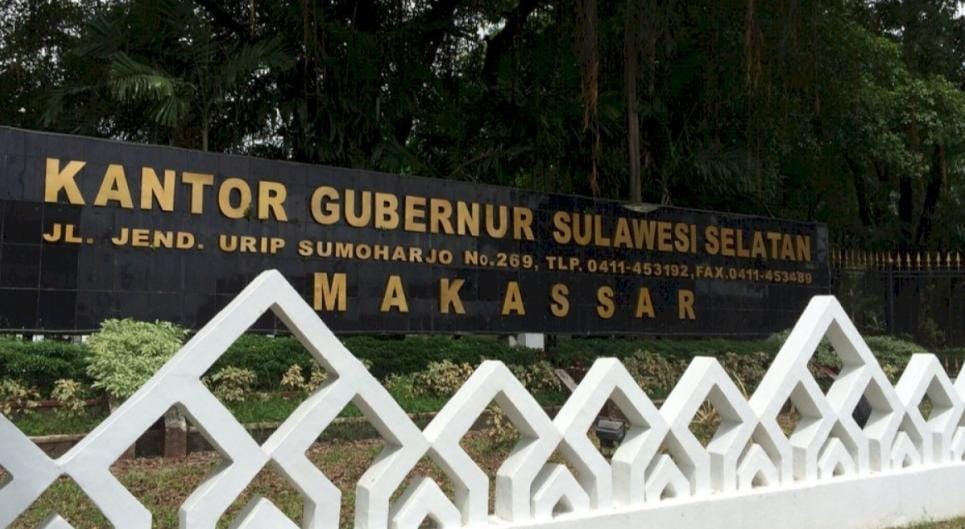 KANTOR GUBERNUR SULAWESI SELATAN
JL. JEND. URIP SUMOHARJO No.269, TLP. 0411-453192, FAX.0411-453489
MAKASSAR